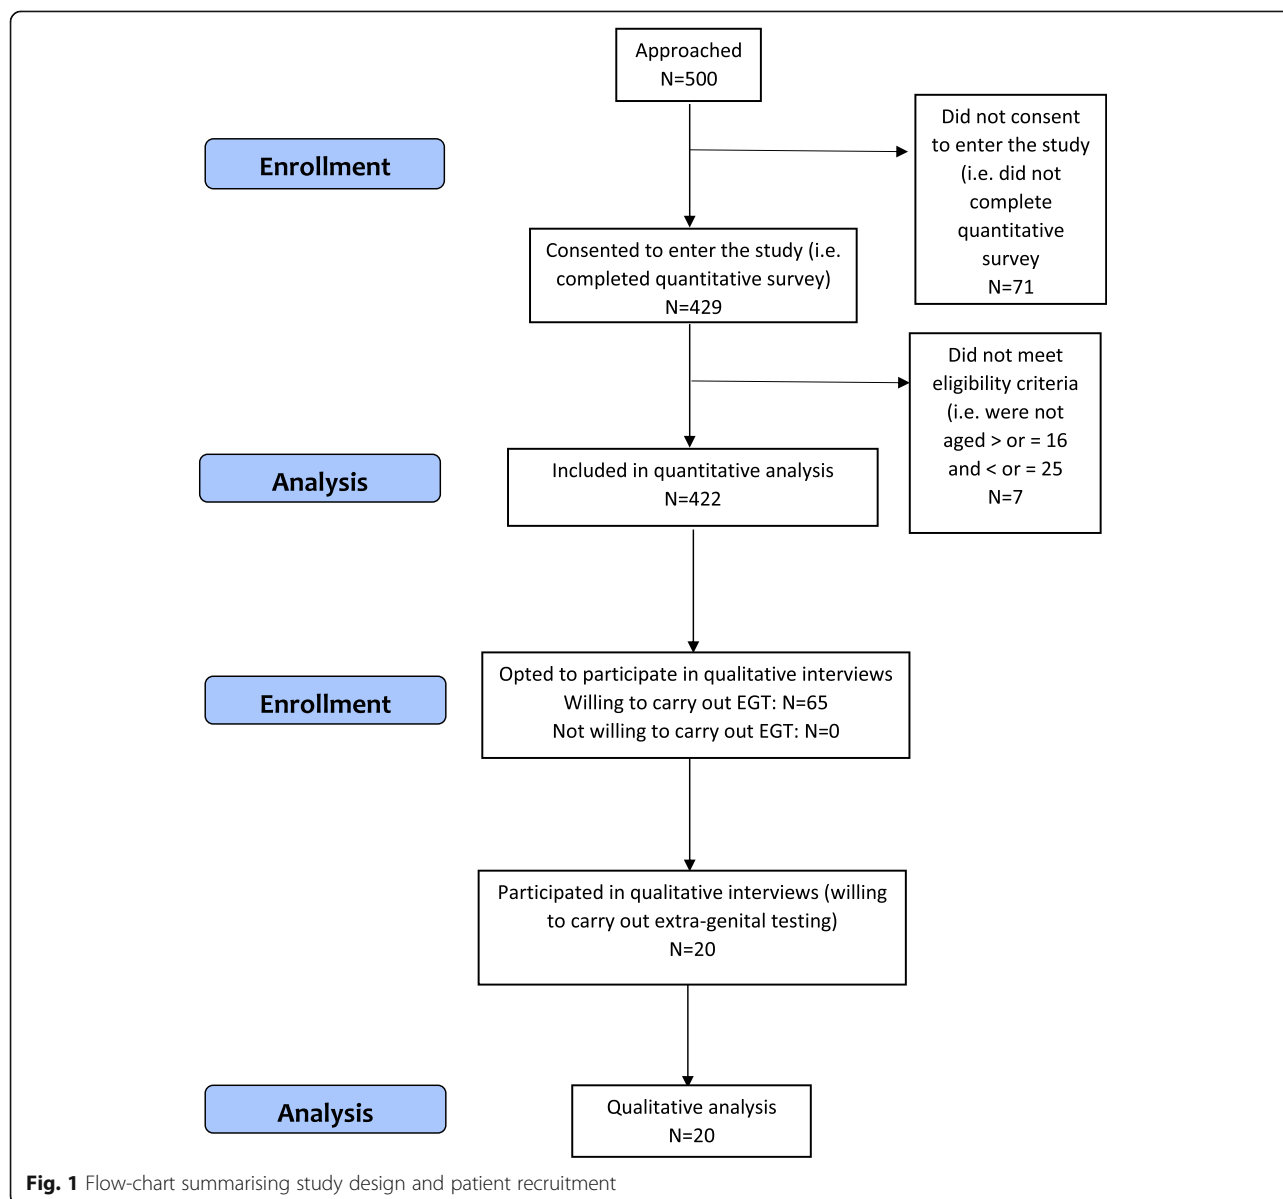 Approached
N=500
Enrollment
Did not consent
to enter the study
(i.e. did not
complete
quantitative
survey
N=71
Consented to enter the study (i.e.
completed quantitative survey)
N=429
Did not meet
eligibility criteria
(i.e. were not
aged > or = 16
and < or = 25
N=7
Analysis
Included in quantitative analysis
N=422
Enrollment
Opted to participate in qualitative interviews
Willing to carry out EGT: N=65
Not willing to carry out EGT: N=0
Participated in qualitative interviews (willing
to carry out extra-genital testing)
N=20
Analysis
Qualitative analysis
N=20
Fig. 1 Flow-chart summarising study design and patient recruitment